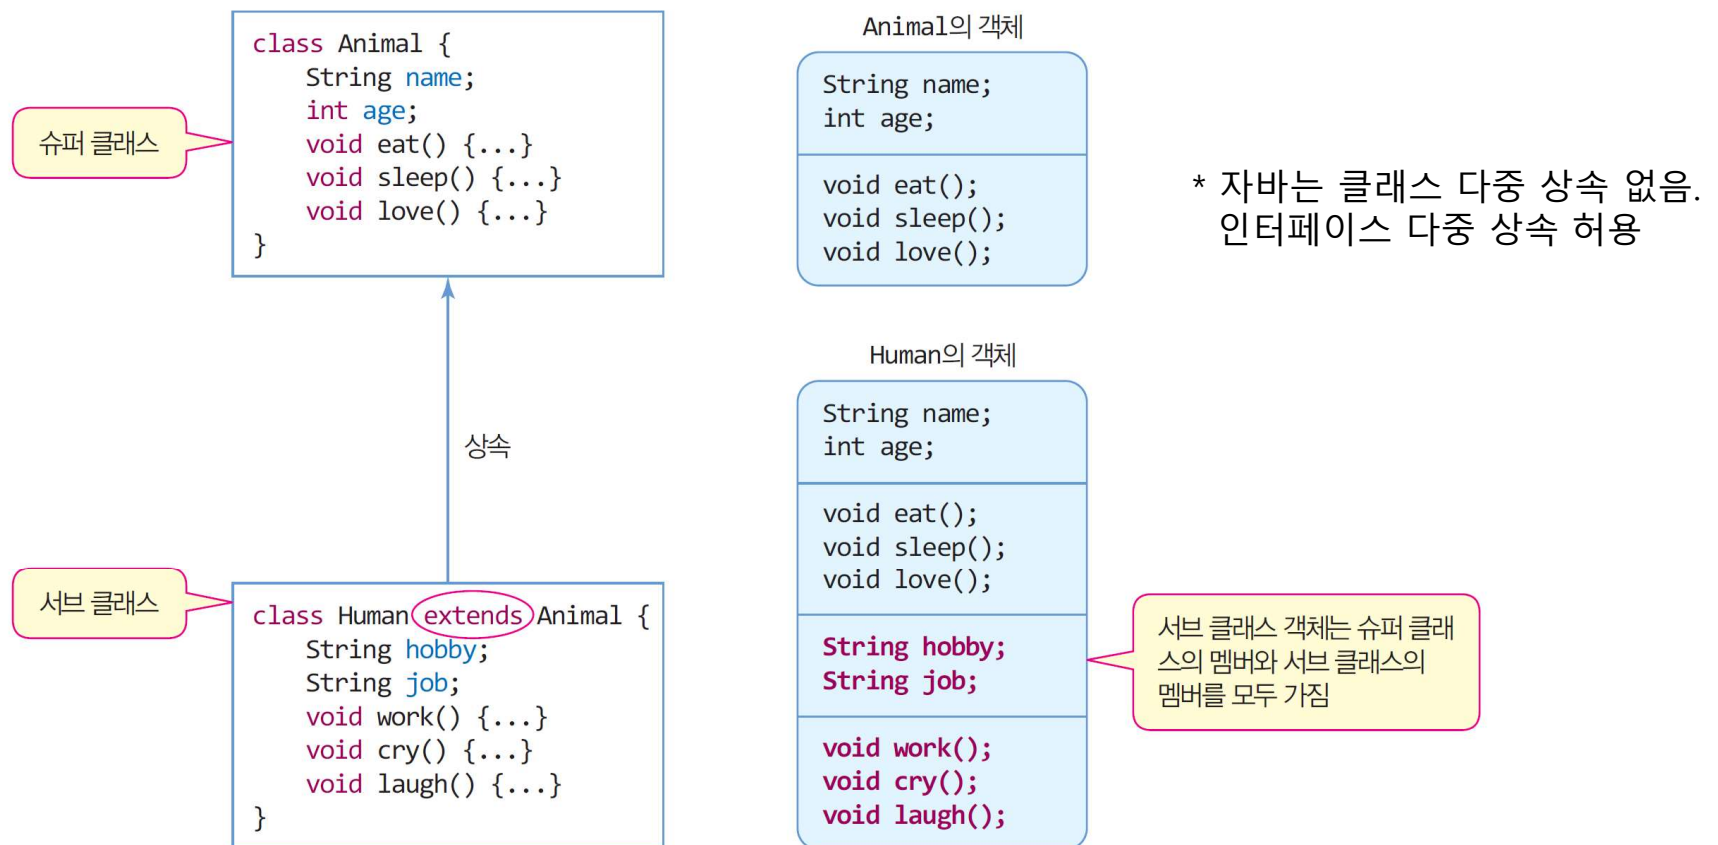 슈퍼 클래스
class Animal {
String name;
int age;
void eat() {...}
void sleep() {...}
void love() {...}
}
상속
서브 클래스
class Human extends Animal {
String hobby;
String job;
void work() {...}
void cry() {...}
void laugh() {...}
}
Animal의 객체
String name;
int age;
void eat();
void sleep();
void love();
Human의 객체
String name;
int age;
void eat();
void sleep();
void love();
String hobby;
String job;
void work();
void cry();
void laugh();
서브 클래스 객체는 슈퍼 클래
스의 멤버와 서브 클래스의
멤버를 모두 가짐
* 자바는 클래스 다중 상속 없음.
인터페이스 다중 상속 허용